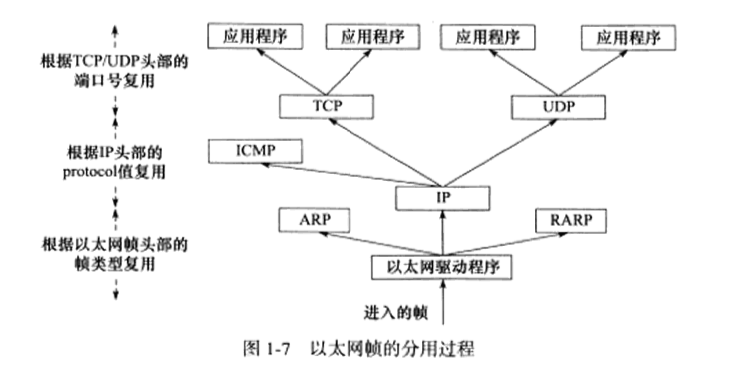 应用程序 应用程序 应用程序 应用程序
根据TCP/UDP头部的
端口号复用
TCP UDP
根据IP头部的
protocol值复用
ICMP
IP
ARP RARP
根据以太网帧头部的
帧类型复用
以太网驱动程序
进入的帧
图 1-7 以太网帧的分用过程